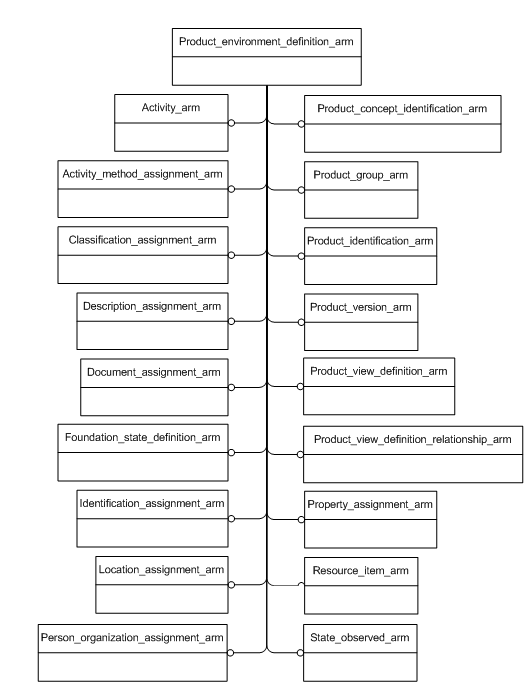 Product_environment_definition_arm
Activity_arm
Product_concept_identification_arm
Activity_method_assignment_arm
Product_group_arm
Classification_assignment_arm
Product_identification_arm
Description_assignment_arm
Product_version_arm
Document_assignment_arm
Product_view_definition_arm
Foundation_state_definition_arm
Product_view_definition_relationship_arm
Identification_assignment_arm
Property_assignment_arm
Location_assignment_arm
Resource_item_arm
Person_organization_assignment_arm
State_observed_arm